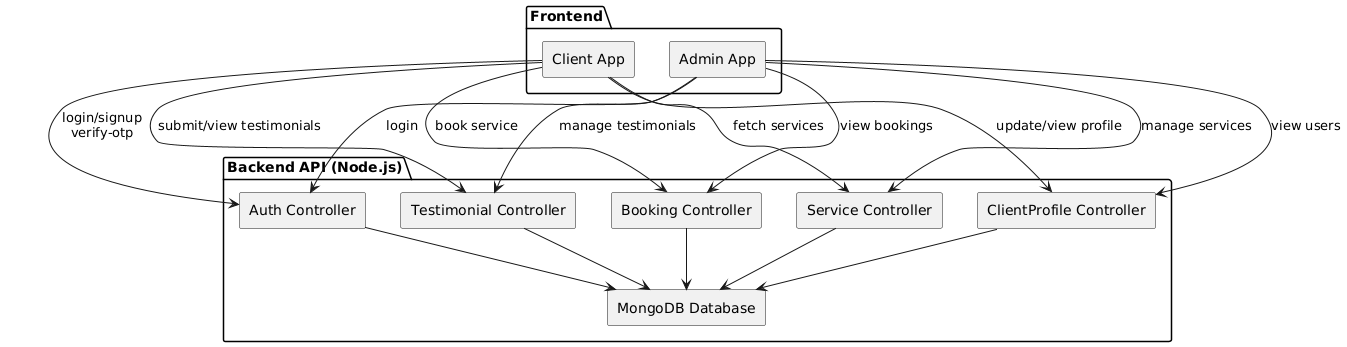 Frontend
Client App
Admin App
login/signup
verify-otp
submit/view testimonials
login
book service
manage testimonials
fetch services
view bookings
update/view profile
manage services
view users
Backend API (Node.js)
Auth Controller
Testimonial Controller
Booking Controller
Service Controller
ClientProfile Controller
MongoDB Database